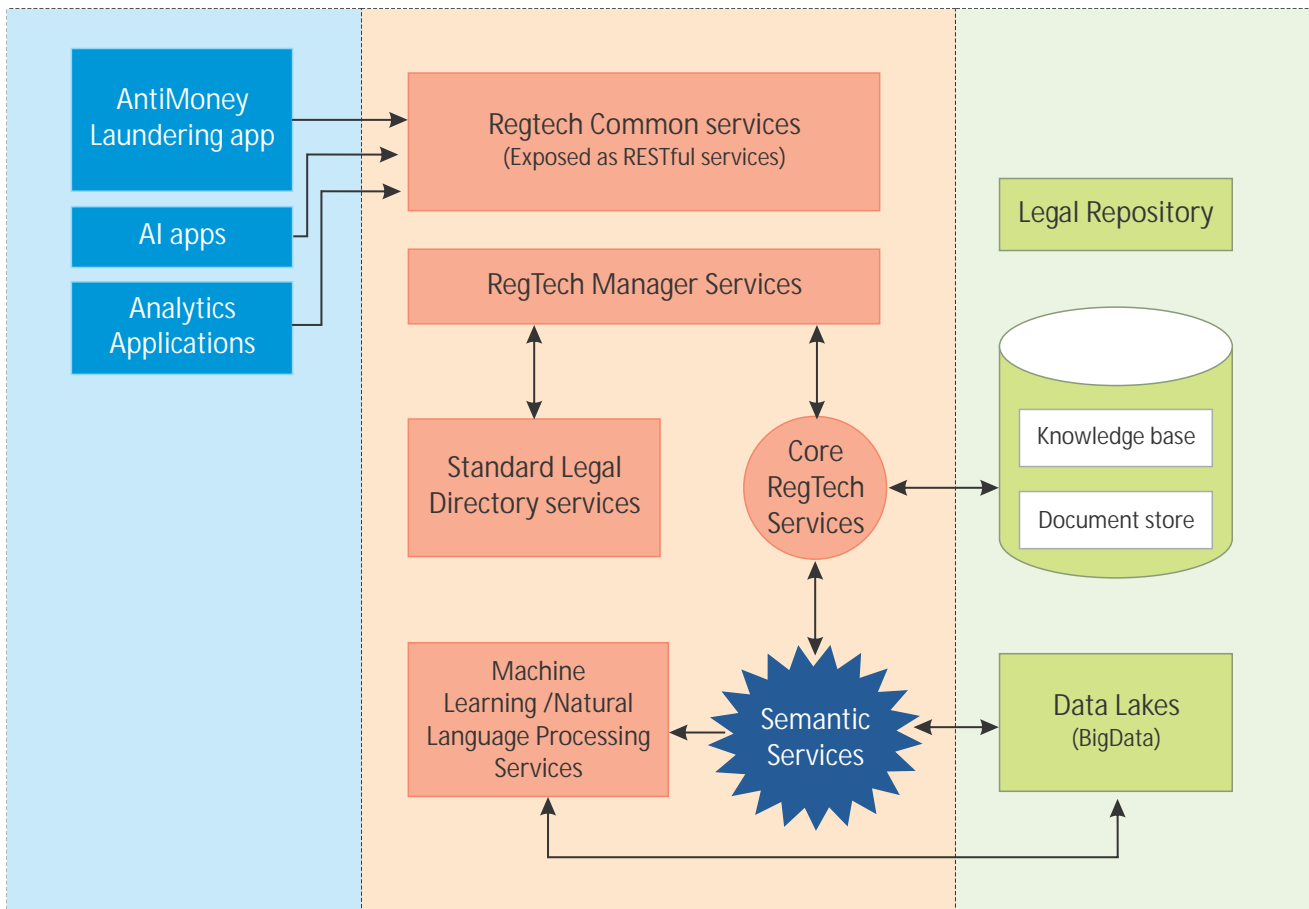 AntiMoney
Laundering app
AI apps
Analytics
Applications
Regtech Common services
(Exposed as RESTful services)
RegTech Manager Services
Standard Legal
Directory services
Core
RegTech
Services
Machine
Learning /Natural
Language Processing
Services
Semantic
Services
Legal Repository
Knowledge base
Document store
Data Lakes
(BigData)